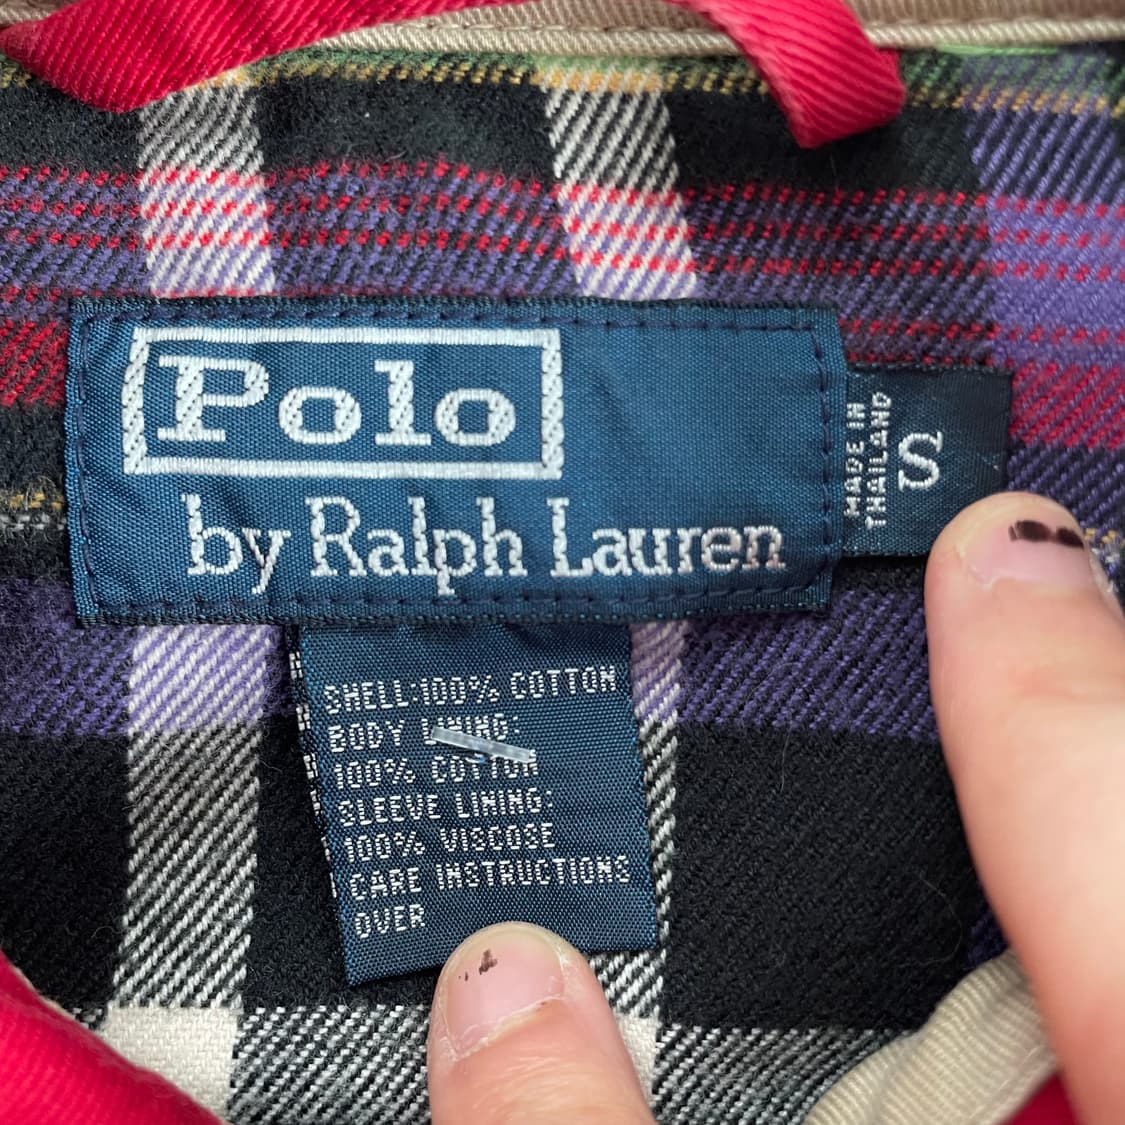 Polo
by Ralph Lauren
MADE IN
THAILAND
S
SHELL:100% COTTON
BODY LINING:
100% COTTON
SLEEVE LINING:
100% VISCOSE
CARE INSTRUCTIONS
OVER